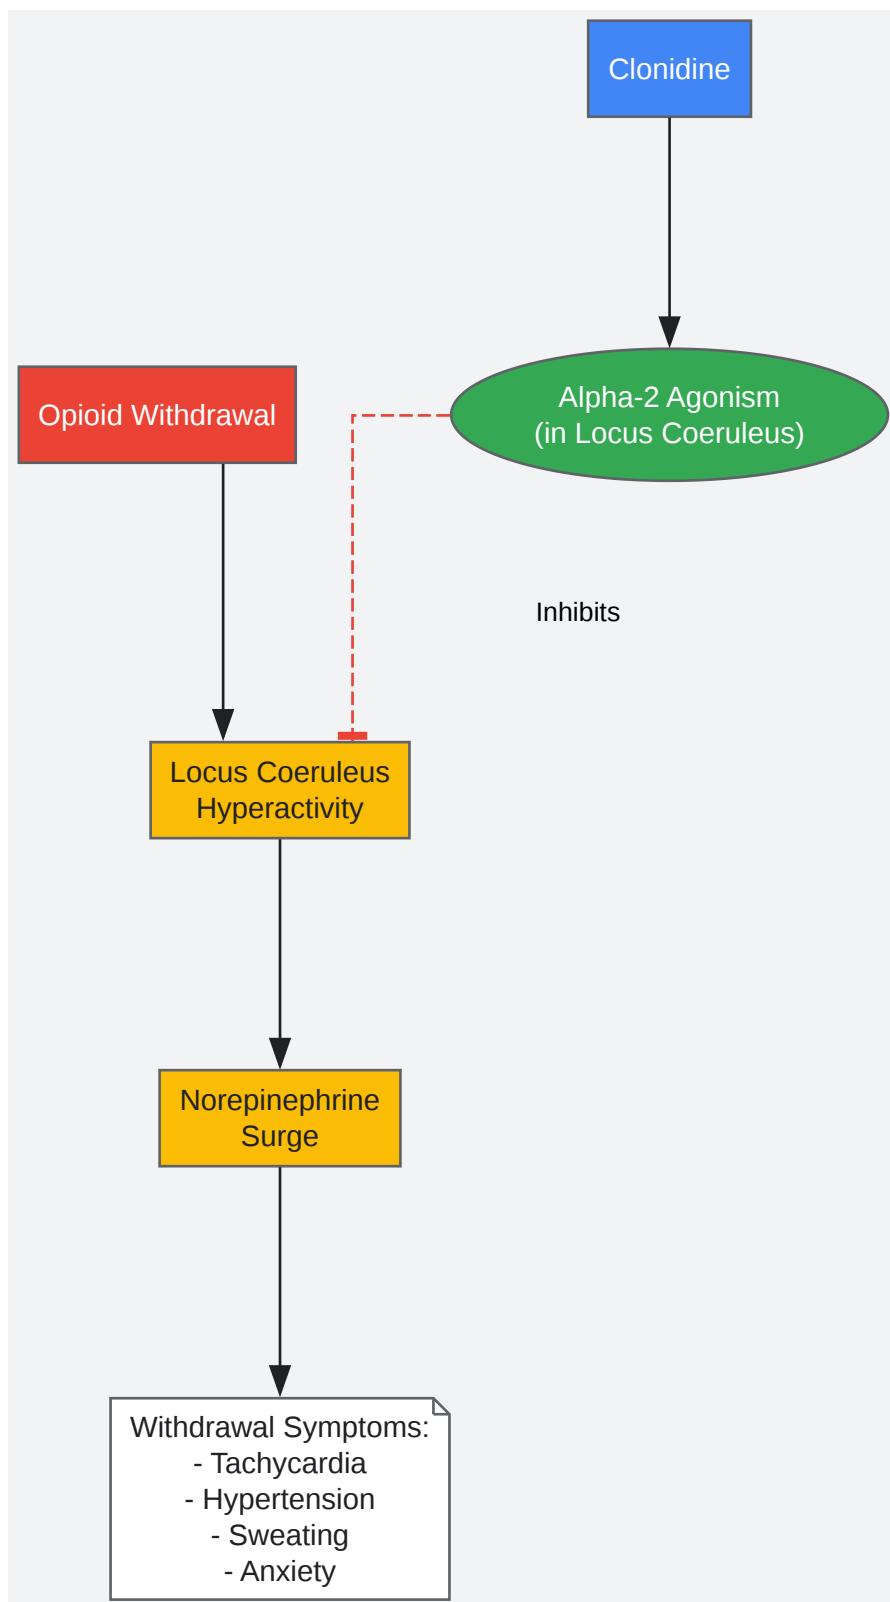 Clonidine
Alpha-2 Agonism
(in Locus Coeruleus)
Opioid Withdrawal
Inhibits
Locus Coeruleus
Hyperactivity
Norepinephrine
Surge
Withdrawal Symptoms:
- Tachycardia
- Hypertension
- Sweating
- Anxiety